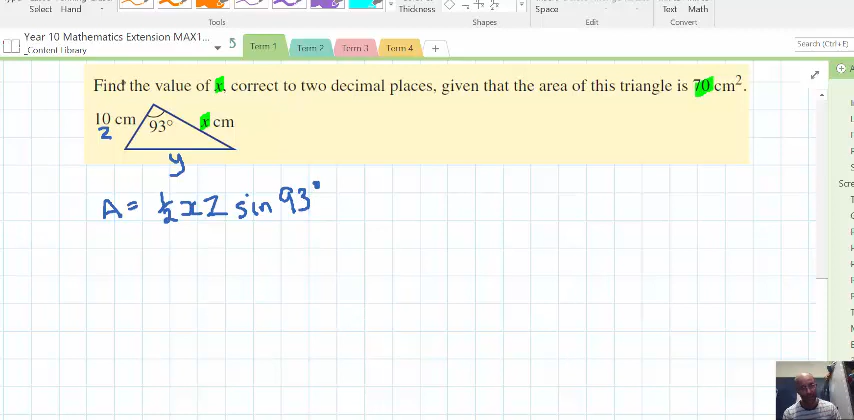 Tools
Shapes
Edit
Convert
Select
Hand
Thickness
Space
Text
Math
Year 10 Mathematics Extension MAX1...
_Content Library
Term 1
Term 2
Term 3
Term 4
+
Search (Ctrl+E)
Find the value of x, correct to two decimal places, given that the area of this triangle is 70 cm².
10 cm
93°
x cm
z
y
A = ½ x z sin 93°